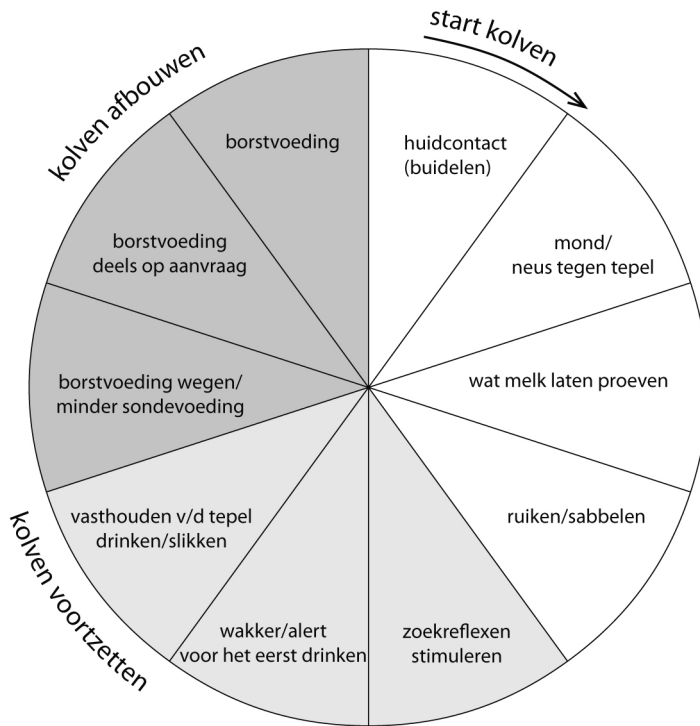 start kolven
huidcontact
(buidelen)
mond/
neus tegen tepel
wat melk laten proeven
ruiken/sabbelen
zoekreflexen
stimuleren
wakker/alert
voor het eerst drinken
kolven voortzetten
vasthouden v/d tepel
drinken/slikken
borstvoeding wegen/
minder sondevoeding
kolven afbouwen
borstvoeding
deels op aanvraag
borstvoeding